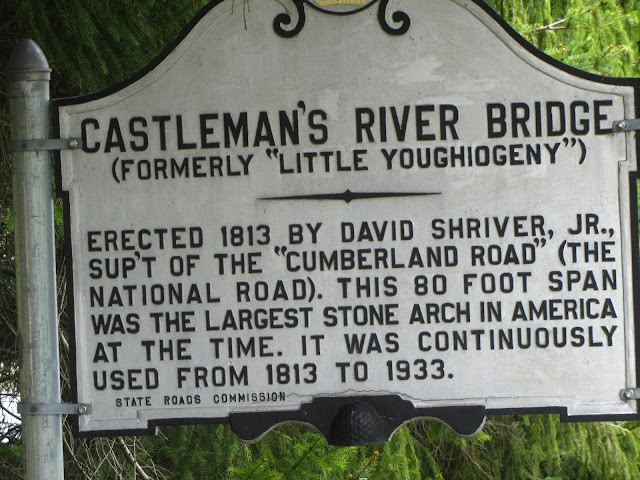 CASTLEMAN'S RIVER BRIDGE
(FORMERLY "LITTLE YOUGHIOGENY")
ERECTED 1813 BY DAVID SHRIVER, JR.,
SUP'T OF THE "CUMBERLAND ROAD" (THE
NATIONAL ROAD). THIS 80 FOOT SPAN
WAS THE LARGEST STONE ARCH IN AMERICA
AT THE TIME. IT WAS CONTINUOUSLY
USED FROM 1813 TO 1933.
STATE ROADS COMMISSION